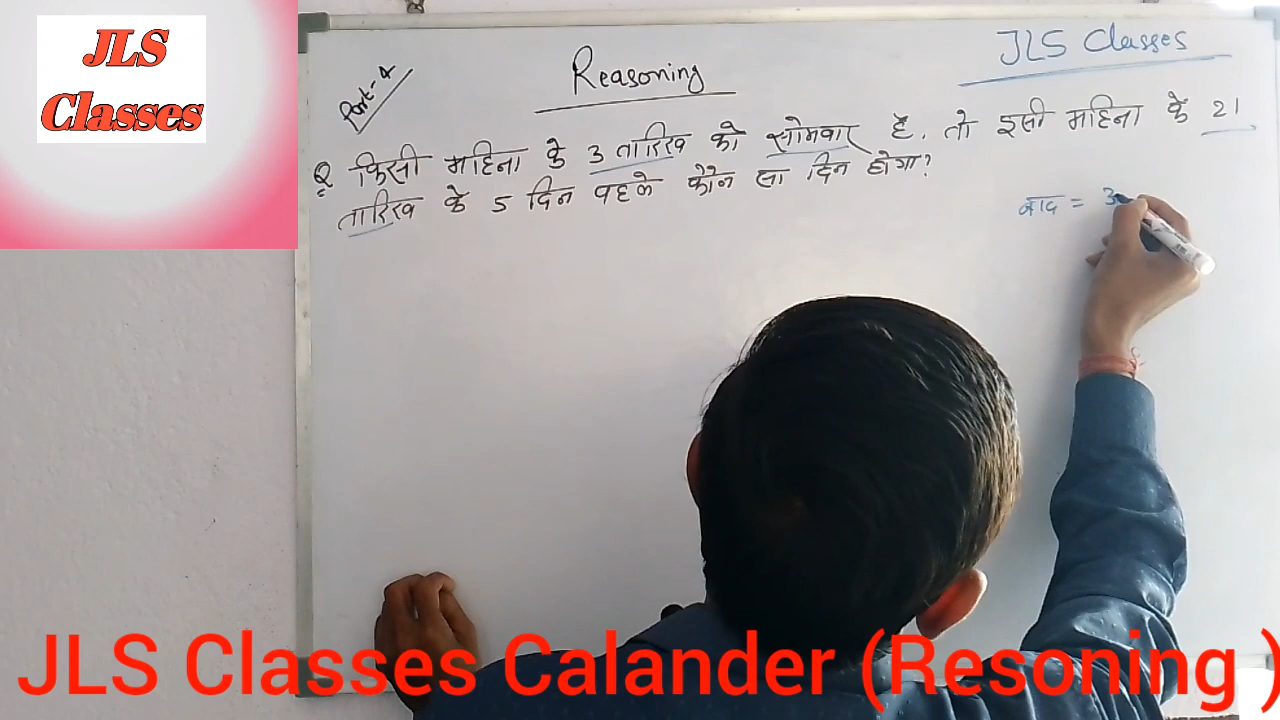 JLS
Classes
Part-4
Reasoning
JLS Classes
Q किसी महिना के 3 तारिख को सोमवार है, तो इसी महिना के 21
तारिख के 5 दिन पहले कौन सा दिन होगा?
बाद = 3
JLS Classes Calander (Resoning )